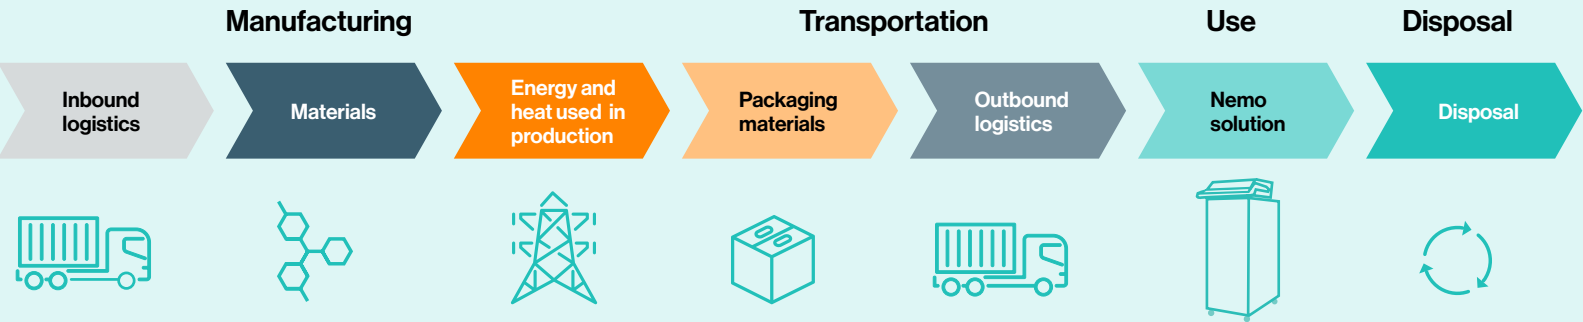 Manufacturing
Transportation
Use
Disposal
Inbound
logistics
Materials
Energy and
heat used in
production
Packaging
materials
Outbound
logistics
Nemo
solution
Disposal